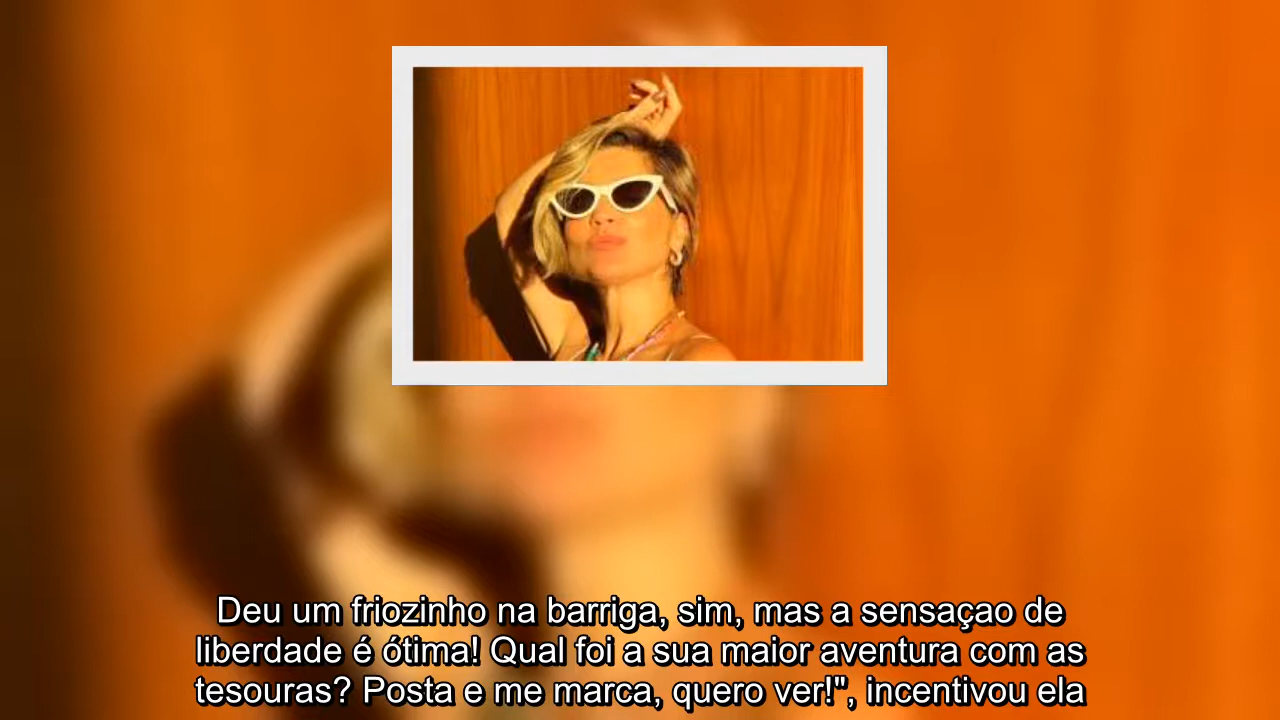 Deu um friozinho na barriga, sim, mas a sensaçao de
liberdade é ótima! Qual foi a sua maior aventura com as
tesouras? Posta e me marca, quero ver!", incentivou ela